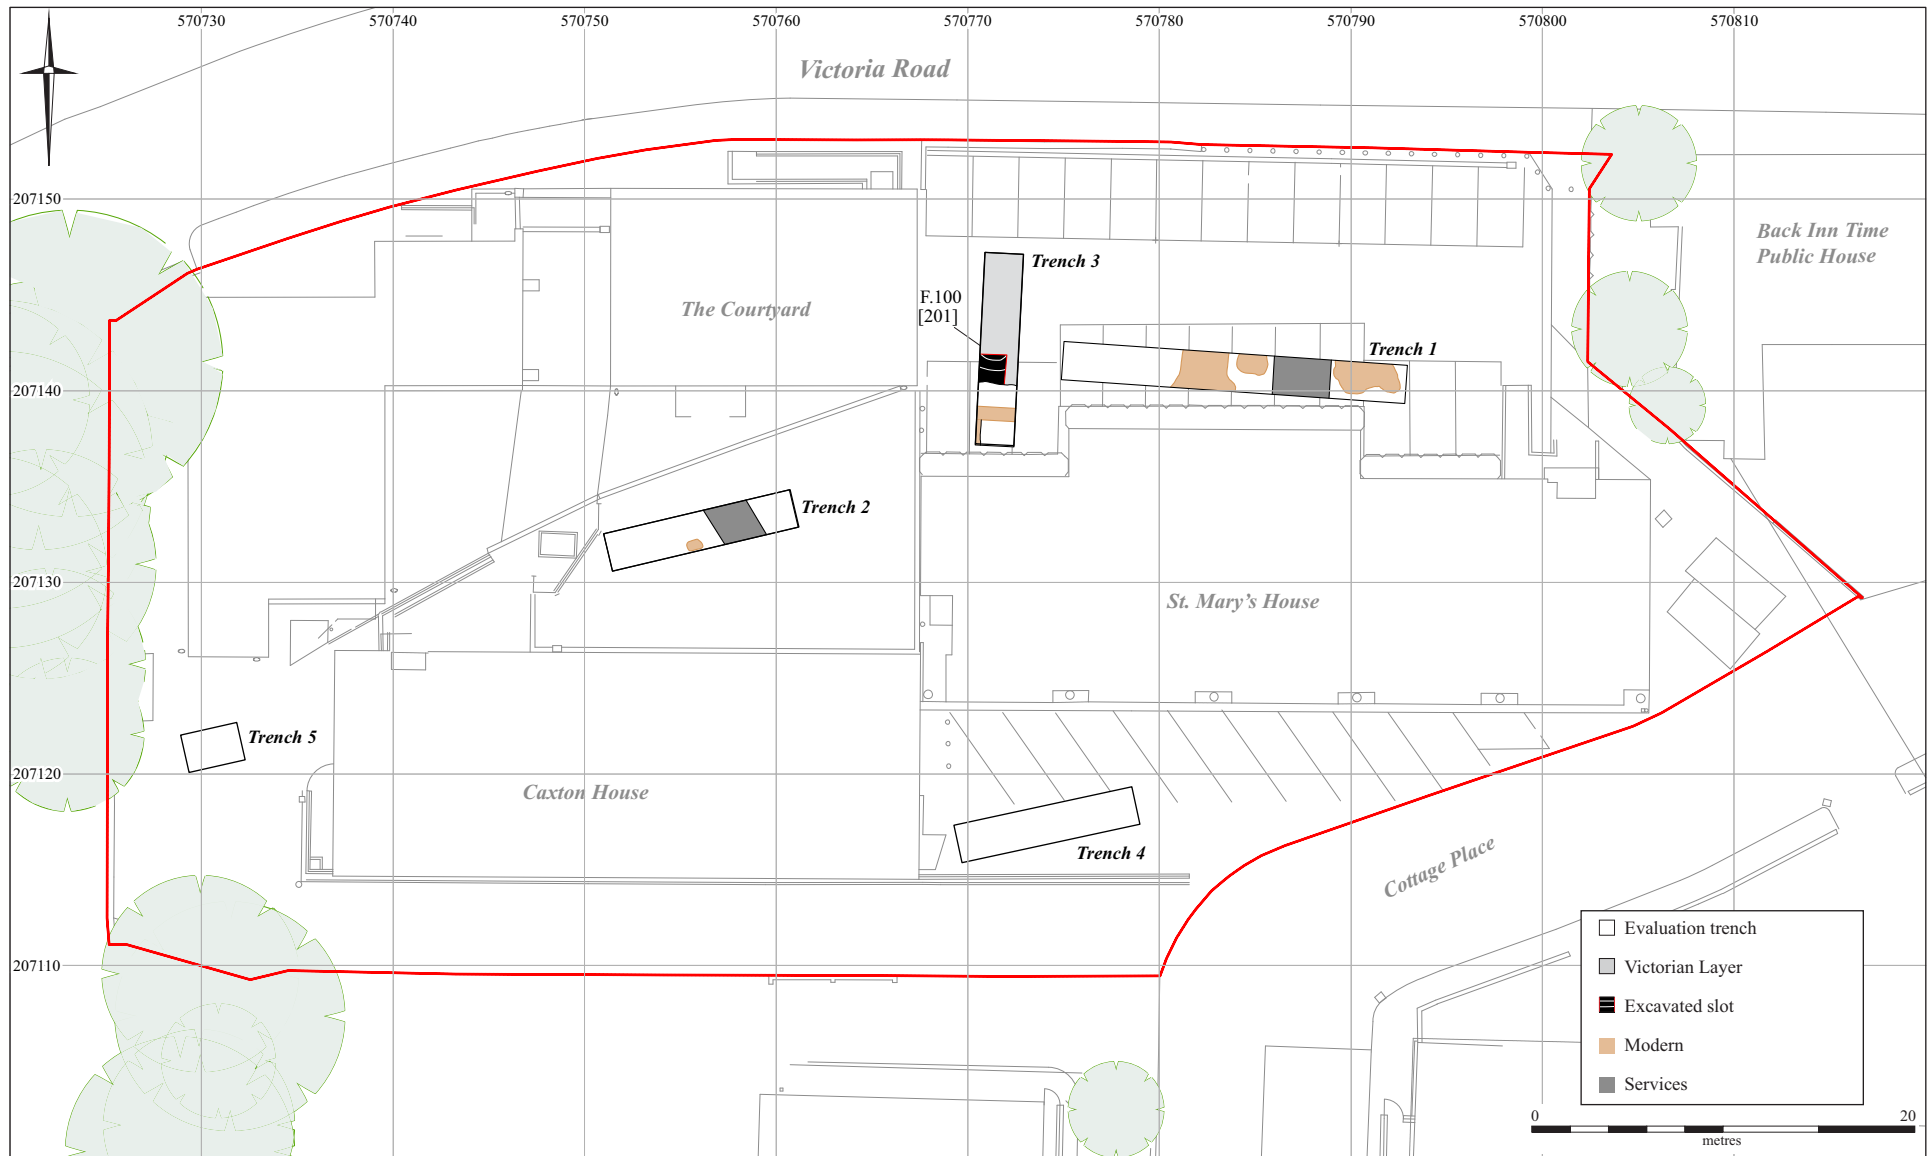 570730 570740 570750 570760 570770 570780 570790 570800 570810
Victoria Road
207150
Back Inn Time
Public House
Trench 3
F.100
[201]
The Courtyard
Trench 1
207140
Trench 2
207130
St. Mary’s House
Trench 5
207120
Caxton House
Trench 4
Cottage Place
207110
Evaluation trench
Victorian Layer
Excavated slot
Modern
Services
0 20
metres